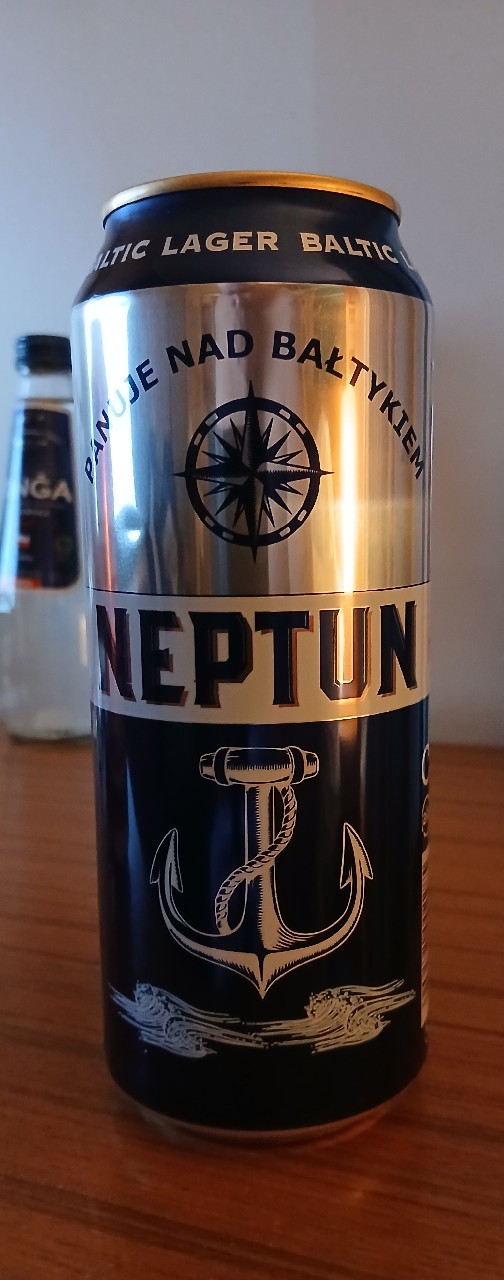 BALTIC LAGER BALTIC
PANUJE NAD BAŁTYKIEM
NEPTUN